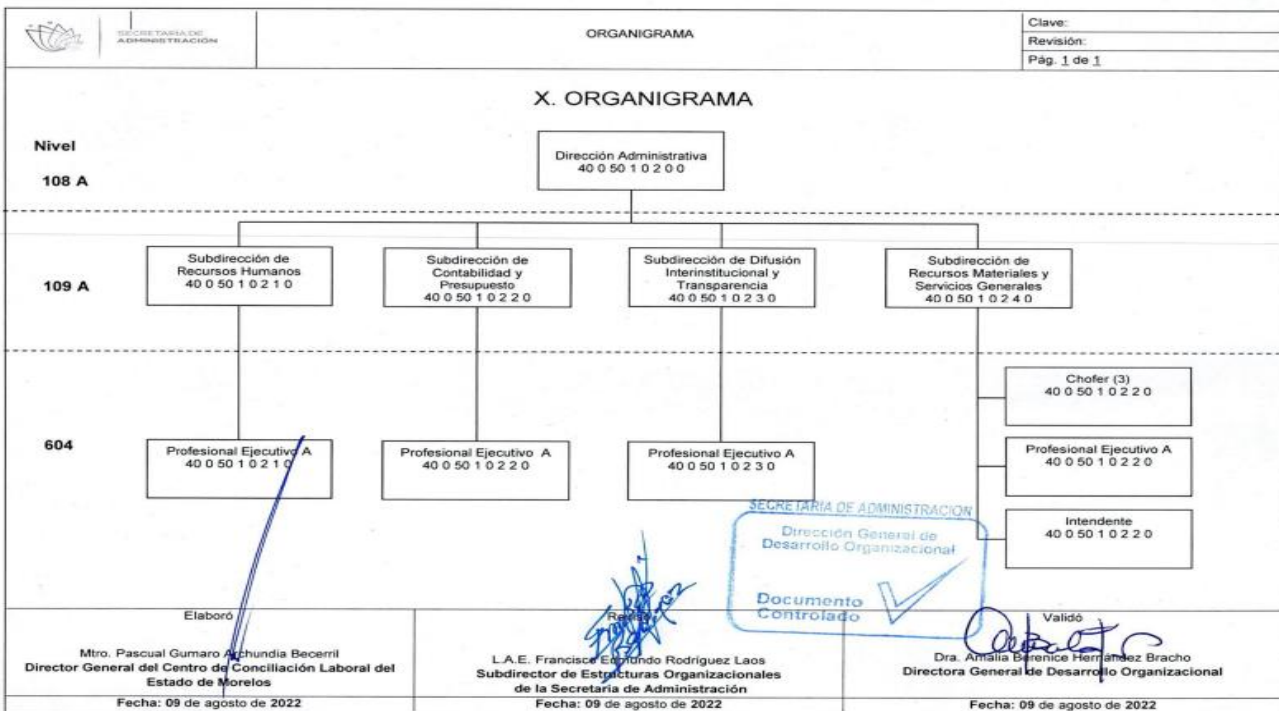 SECRETARIA DE
ADMINISTRACIÓN
ORGANIGRAMA
Clave:
Revisión:
Pág. 1 de 1
X. ORGANIGRAMA
Nivel
108 A
Dirección Administrativa
40 0 50 1 0 2 0 0
109 A
Subdirección de
Recursos Humanos
40 0 50 1 0 2 1 0
Subdirección de
Contabilidad y
Presupuesto
40 0 50 1 0 2 2 0
Subdirección de Difusión
Interinstitucional y
Transparencia
40 0 50 1 0 2 3 0
Subdirección de
Recursos Materiales y
Servicios Generales
40 0 50 1 0 2 4 0
604
Profesional Ejecutivo A
40 0 50 1 0 2 1 0
Profesional Ejecutivo A
40 0 50 1 0 2 2 0
Profesional Ejecutivo A
40 0 50 1 0 2 3 0
Chofer (3)
40 0 50 1 0 2 2 0
Profesional Ejecutivo A
40 0 50 1 0 2 2 0
Intendente
40 0 50 1 0 2 2 0
SECRETARIA DE ADMINISTRACION
Dirección General de
Desarrollo Organizacional
Documento
Controlado
Elaboró
Mtro. Pascual Gumaro Archundia Becerril
Director General del Centro de Conciliación Laboral del
Estado de Morelos
Fecha: 09 de agosto de 2022
Revisó
L.A.E. Francisco Edmundo Rodríguez Laos
Subdirector de Estructuras Organizacionales
de la Secretaria de Administración
Fecha: 09 de agosto de 2022
Validó
Dra. Amalia Berenice Hernández Bracho
Directora General de Desarrollo Organizacional
Fecha: 09 de agosto de 2022